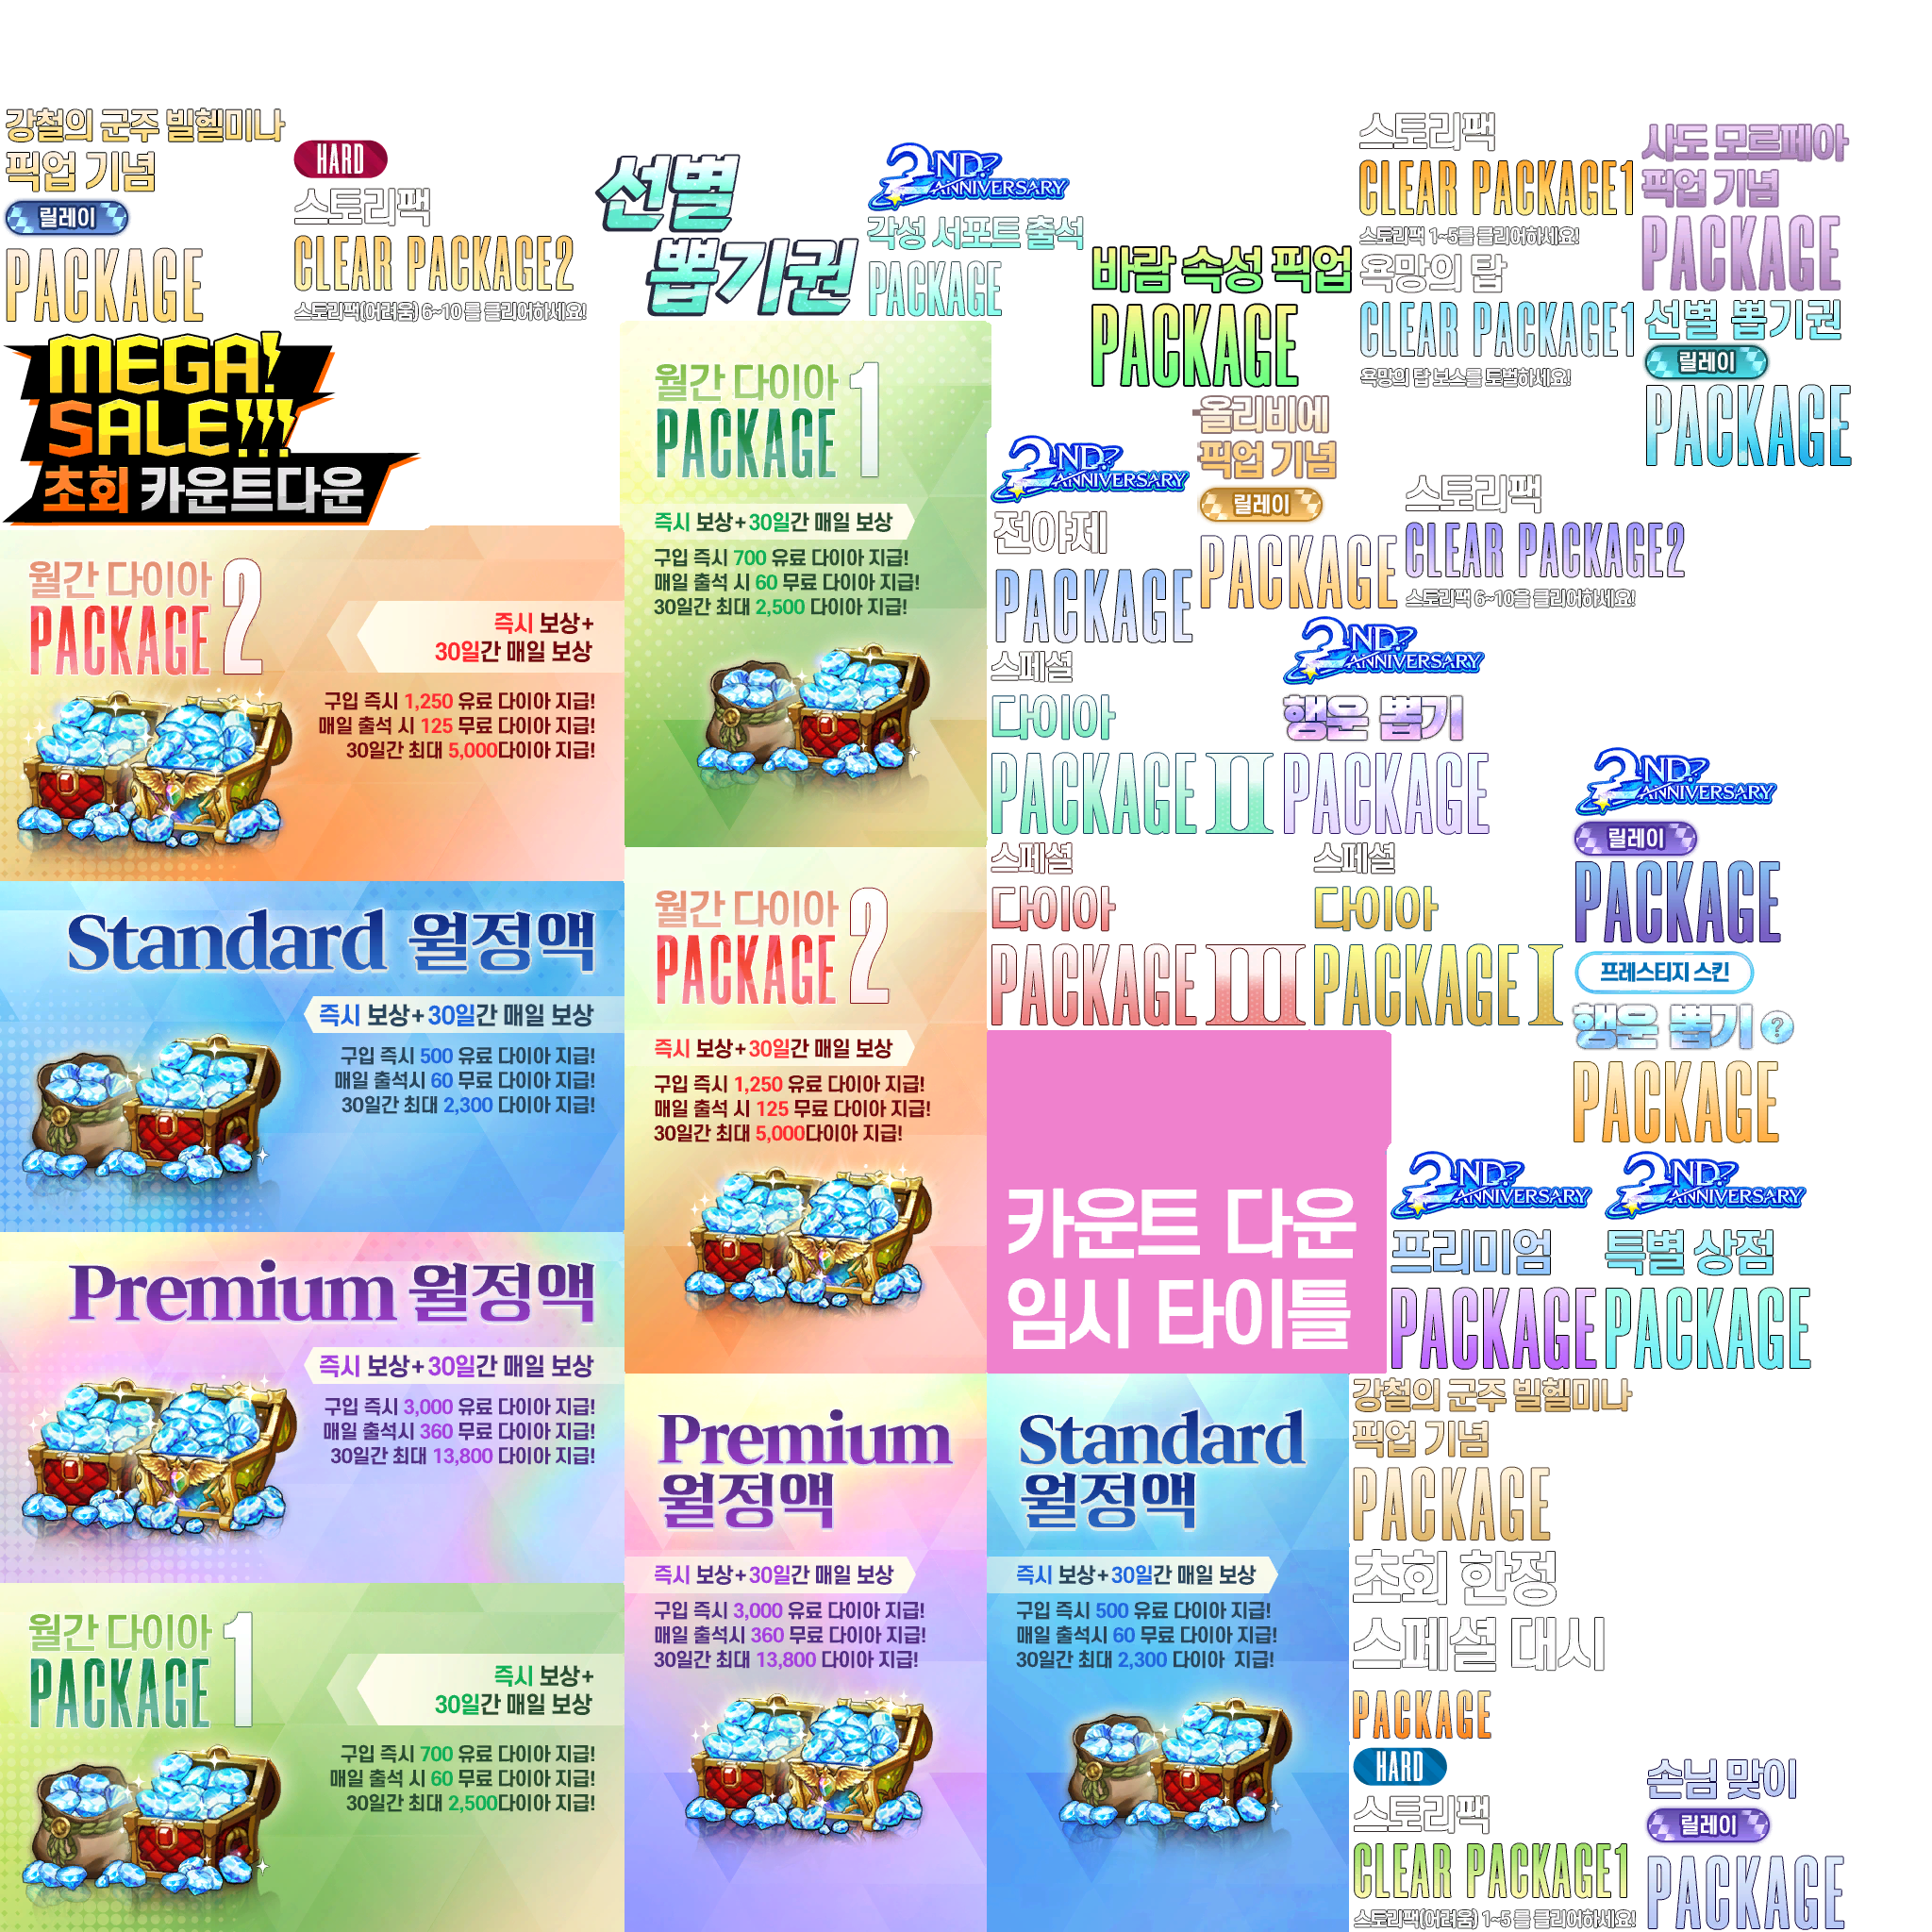 강철의 군주 빌헬미나
픽업 기념
릴레이
PACKAGE
HARD
스토리팩
CLEAR PACKAGE2
스토리팩(어려움) 6~10 를 클리어하세요!
선별
뽑기권
2ND.
ANNIVERSARY
각성 서포트 출석
PACKAGE
바람 속성 픽업
PACKAGE
스토리팩
CLEAR PACKAGE1
스토리팩 1~5를 클리어하세요!
욕망의 탑
CLEAR PACKAGE1
욕망의 탑 보스를 토벌하세요!
사도 모르페아
픽업 기념
PACKAGE
선별 뽑기권
릴레이
PACKAGE
MEGA!
SALE!!!
초회 카운트다운
월간 다이아
PACKAGE 1
즉시 보상+30일간 매일 보상
구입 즉시 700 유료 다이아 지급!
매일 출석 시 60 무료 다이아 지급!
30일간 최대 2,500 다이아 지급!
2ND.
ANNIVERSARY
전야제
PACKAGE
올리비에
픽업 기념
릴레이
PACKAGE
스토리팩
CLEAR PACKAGE2
스토리팩 6~10을 클리어하세요!
월간 다이아
PACKAGE 2
즉시 보상+
30일간 매일 보상
구입 즉시 1,250 유료 다이아 지급!
매일 출석 시 125 무료 다이아 지급!
30일간 최대 5,000다이아 지급!
스페셜
다이아
PACKAGE II
2ND.
ANNIVERSARY
행운 뽑기
PACKAGE
2ND.
ANNIVERSARY
릴레이
PACKAGE
스페셜
다이아
PACKAGE III
스페셜
다이아
PACKAGE I
프레스티지 스킨
행운 뽑기 ?
PACKAGE
Standard 월정액
즉시 보상+30일간 매일 보상
구입 즉시 500 유료 다이아 지급!
매일 출석시 60 무료 다이아 지급!
30일간 최대 2,300 다이아 지급!
월간 다이아
PACKAGE 2
즉시 보상+30일간 매일 보상
구입 즉시 1,250 유료 다이아 지급!
매일 출석 시 125 무료 다이아 지급!
30일간 최대 5,000다이아 지급!
카운트 다운
임시 타이틀
2ND.
ANNIVERSARY
프리미엄
PACKAGE
2ND.
ANNIVERSARY
특별 상점
PACKAGE
Premium 월정액
즉시 보상+30일간 매일 보상
구입 즉시 3,000 유료 다이아 지급!
매일 출석시 360 무료 다이아 지급!
30일간 최대 13,800 다이아 지급!
Premium
월정액
즉시 보상+30일간 매일 보상
구입 즉시 3,000 유료 다이아 지급!
매일 출석시 360 무료 다이아 지급!
30일간 최대 13,800 다이아 지급!
Standard
월정액
즉시 보상+30일간 매일 보상
구입 즉시 500 유료 다이아 지급!
매일 출석시 60 무료 다이아 지급!
30일간 최대 2,300 다이아 지급!
강철의 군주 빌헬미나
픽업 기념
PACKAGE
초회 한정
스페셜 대시
PACKAGE
월간 다이아
PACKAGE 1
즉시 보상+
30일간 매일 보상
구입 즉시 700 유료 다이아 지급!
매일 출석 시 60 무료 다이아 지급!
30일간 최대 2,500다이아 지급!
HARD
스토리팩
CLEAR PACKAGE1
스토리팩(어려움) 1~5 를 클리어하세요!
손님 맞이
릴레이
PACKAGE